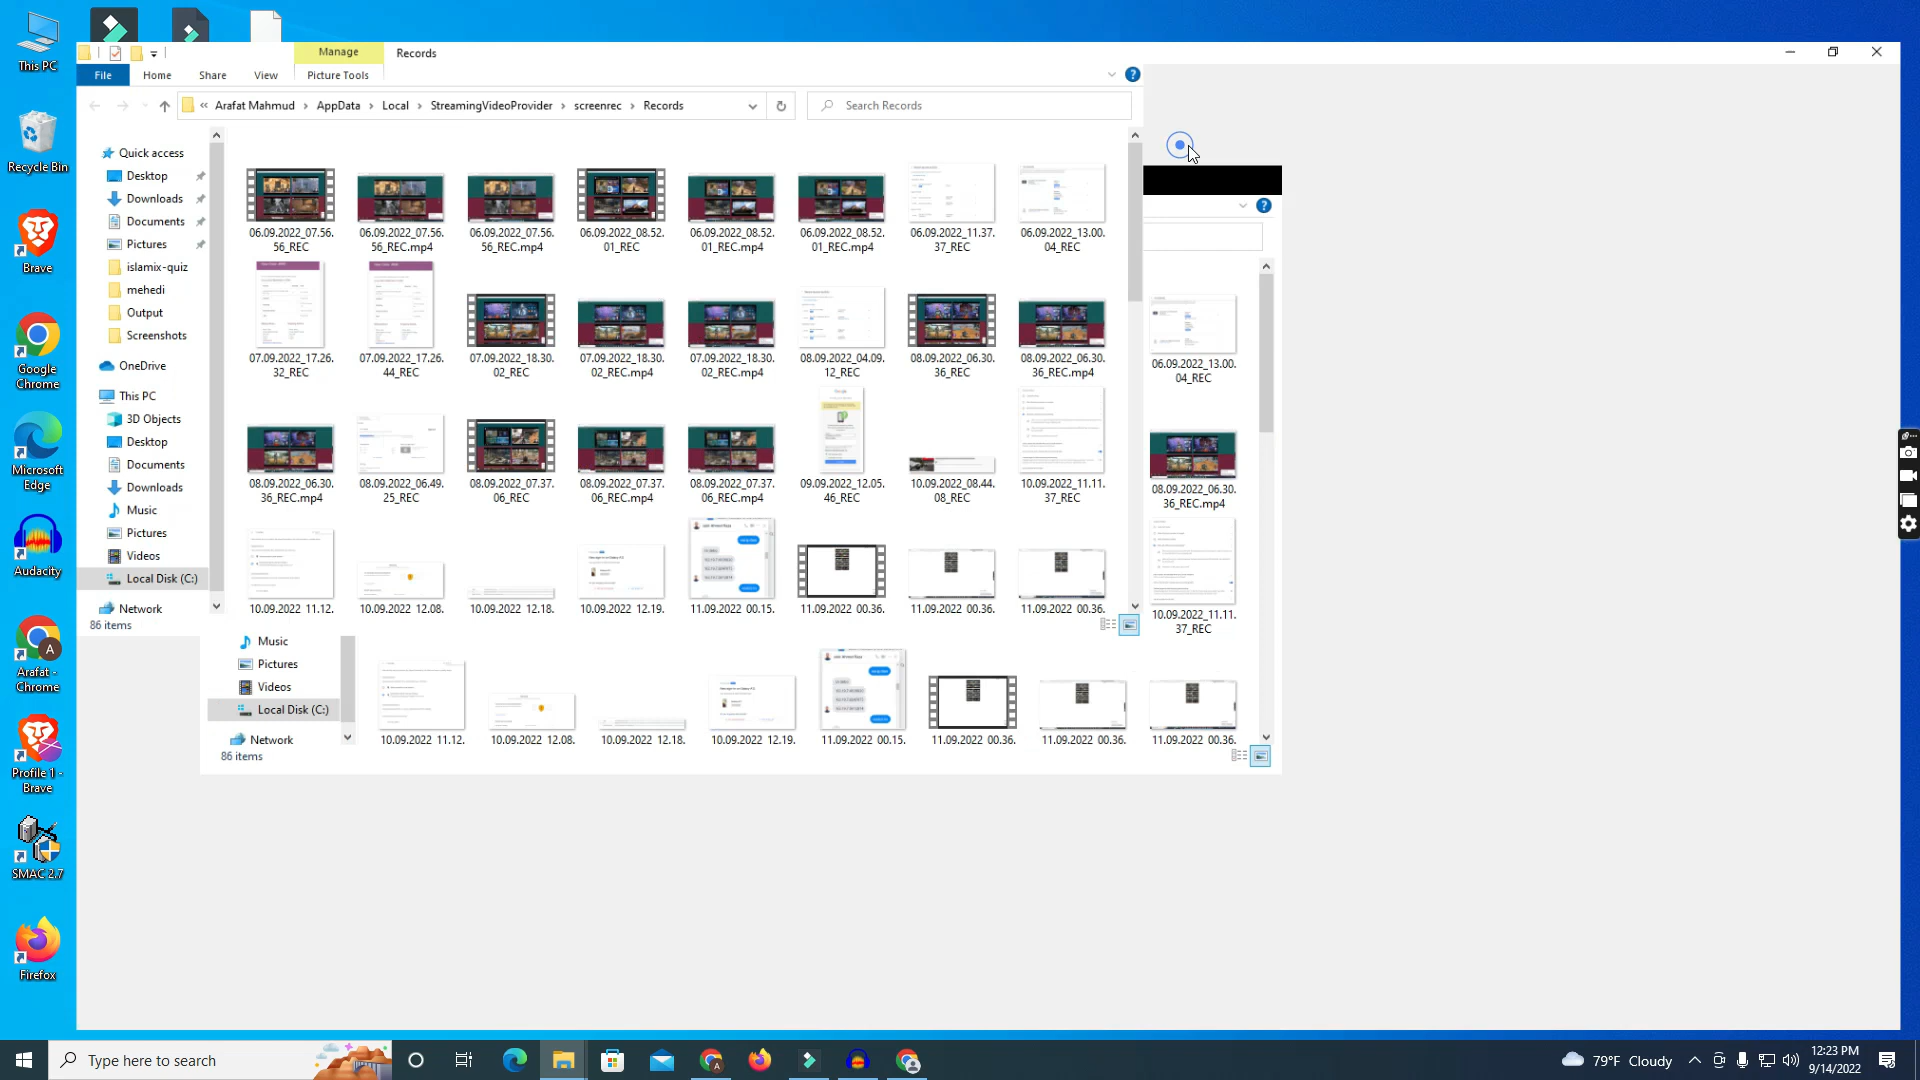 This PC
Recycle Bin
Brave
Google
Chrome
Microsoft
Edge
Audacity
Arafat -
Chrome
Profile 1 -
Brave
SMAC 2.7
Firefox
Manage
Records
File
Home
Share
View
Picture Tools
« Arafat Mahmud › AppData › Local › StreamingVideoProvider › screenrec › Records
Search Records
Quick access
Desktop
Downloads
Documents
Pictures
islamix-quiz
mehedi
Output
Screenshots
OneDrive
This PC
3D Objects
Desktop
Documents
Downloads
Music
Pictures
Videos
Local Disk (C:)
Network
86 items
06.09.2022_07.56.
56_REC
06.09.2022_07.56.
56_REC.mp4
06.09.2022_07.56.
56_REC.mp4
06.09.2022_08.52.
01_REC
06.09.2022_08.52.
01_REC.mp4
06.09.2022_08.52.
01_REC.mp4
06.09.2022_11.37.
37_REC
06.09.2022_13.00.
04_REC
07.09.2022_17.26.
32_REC
07.09.2022_17.26.
44_REC
07.09.2022_18.30.
02_REC
07.09.2022_18.30.
02_REC.mp4
07.09.2022_18.30.
02_REC.mp4
08.09.2022_04.09.
12_REC
08.09.2022_06.30.
36_REC
08.09.2022_06.30.
36_REC.mp4
08.09.2022_06.30.
36_REC.mp4
08.09.2022_06.49.
25_REC
08.09.2022_07.37.
06_REC
08.09.2022_07.37.
06_REC.mp4
08.09.2022_07.37.
06_REC.mp4
09.09.2022_12.05.
46_REC
10.09.2022_08.44.
08_REC
10.09.2022_11.11.
37_REC
10.09.2022 11.12.
10.09.2022 12.08.
10.09.2022 12.18.
10.09.2022 12.19.
11.09.2022 00.15.
11.09.2022 00.36.
11.09.2022 00.36.
11.09.2022 00.36.
06.09.2022_13.00.
04_REC
08.09.2022_06.30.
36_REC.mp4
10.09.2022_11.11.
37_REC
Music
Pictures
Videos
Local Disk (C:)
Network
86 items
10.09.2022 11.12.
10.09.2022 12.08.
10.09.2022 12.18.
10.09.2022 12.19.
11.09.2022 00.15.
11.09.2022 00.36.
11.09.2022 00.36.
11.09.2022 00.36.
Type here to search
79°F Cloudy
12:23 PM
9/14/2022